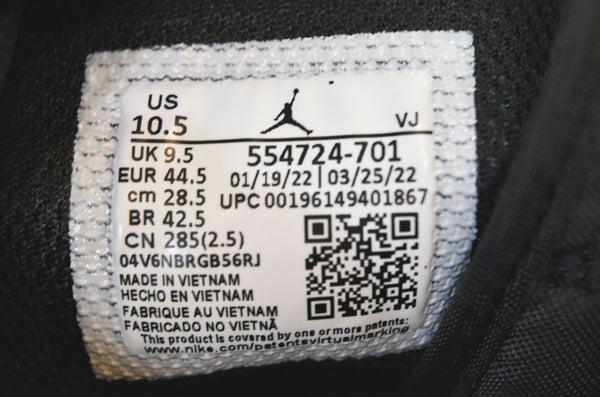 US
10.5 VJ
UK 9.5 554724-701
EUR 44.5 01/19/22 | 03/25/22
cm 28.5 UPC 00196149401867
BR 42.5
CN 285(2.5)
04V6NBRGB56RJ
MADE IN VIETNAM
HECHO EN VIETNAM
FABRIQUE AU VIETNAM
FABRICADO NO VIETNÃ
This product is covered by one or more patents:
www.nike.com/patentsvirtualmarking